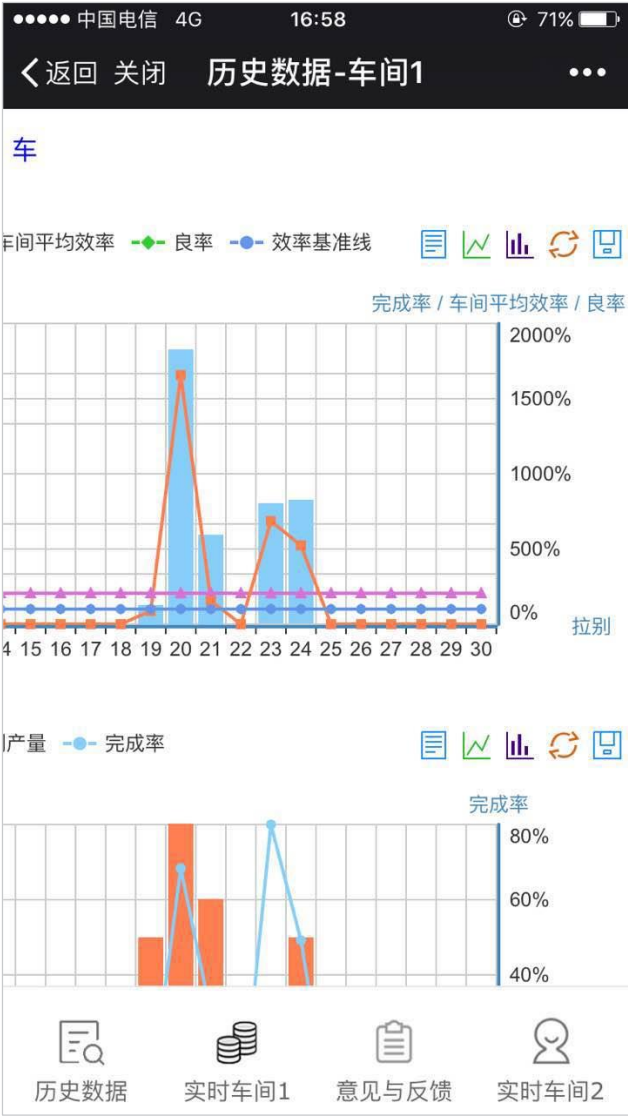 中国电信 4G 16:58 71%
返回 关闭 历史数据-车间1
车
车间平均效率 良率 效率基准线
完成率 / 车间平均效率 / 良率
2000%
1500%
1000%
500%
0%
拉别
4 15 16 17 18 19 20 21 22 23 24 25 26 27 28 29 30
产量 完成率
完成率
80%
60%
40%
历史数据 实时车间1 意见与反馈 实时车间2